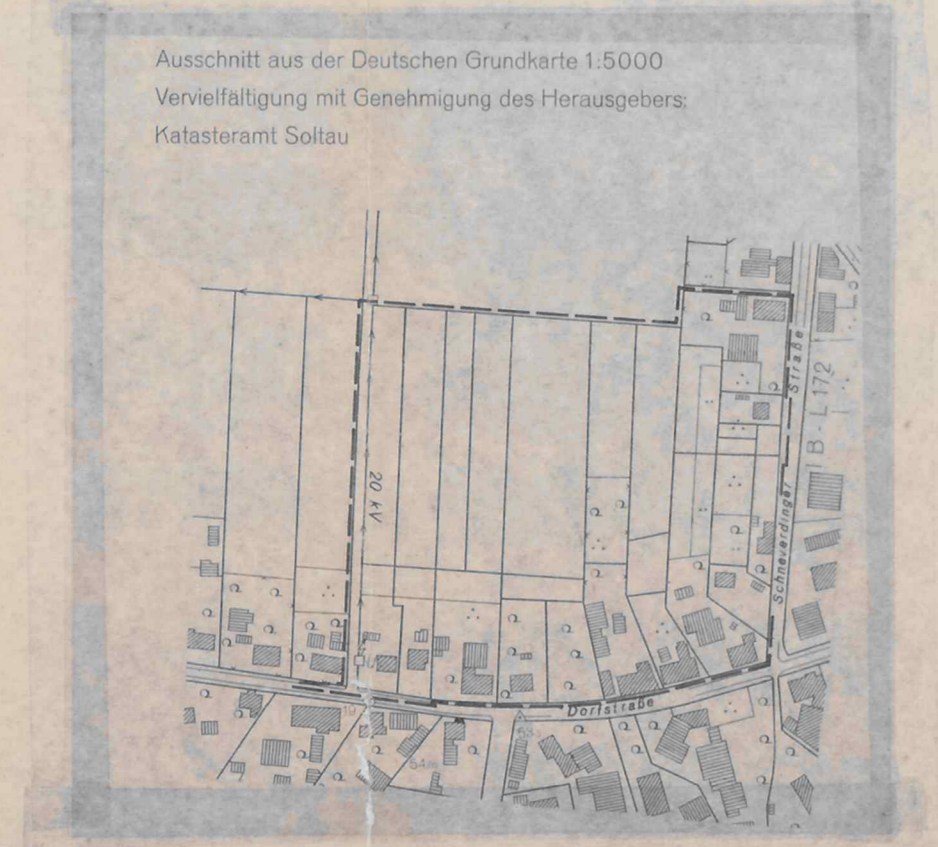 Ausschnitt aus der Deutschen Grundkarte 1:5000
Vervielfältigung mit Genehmigung des Herausgebers:
Katasteramt Soltau
Straße
B - L 172
20 kV
Schneverdinger
Dorfstraße